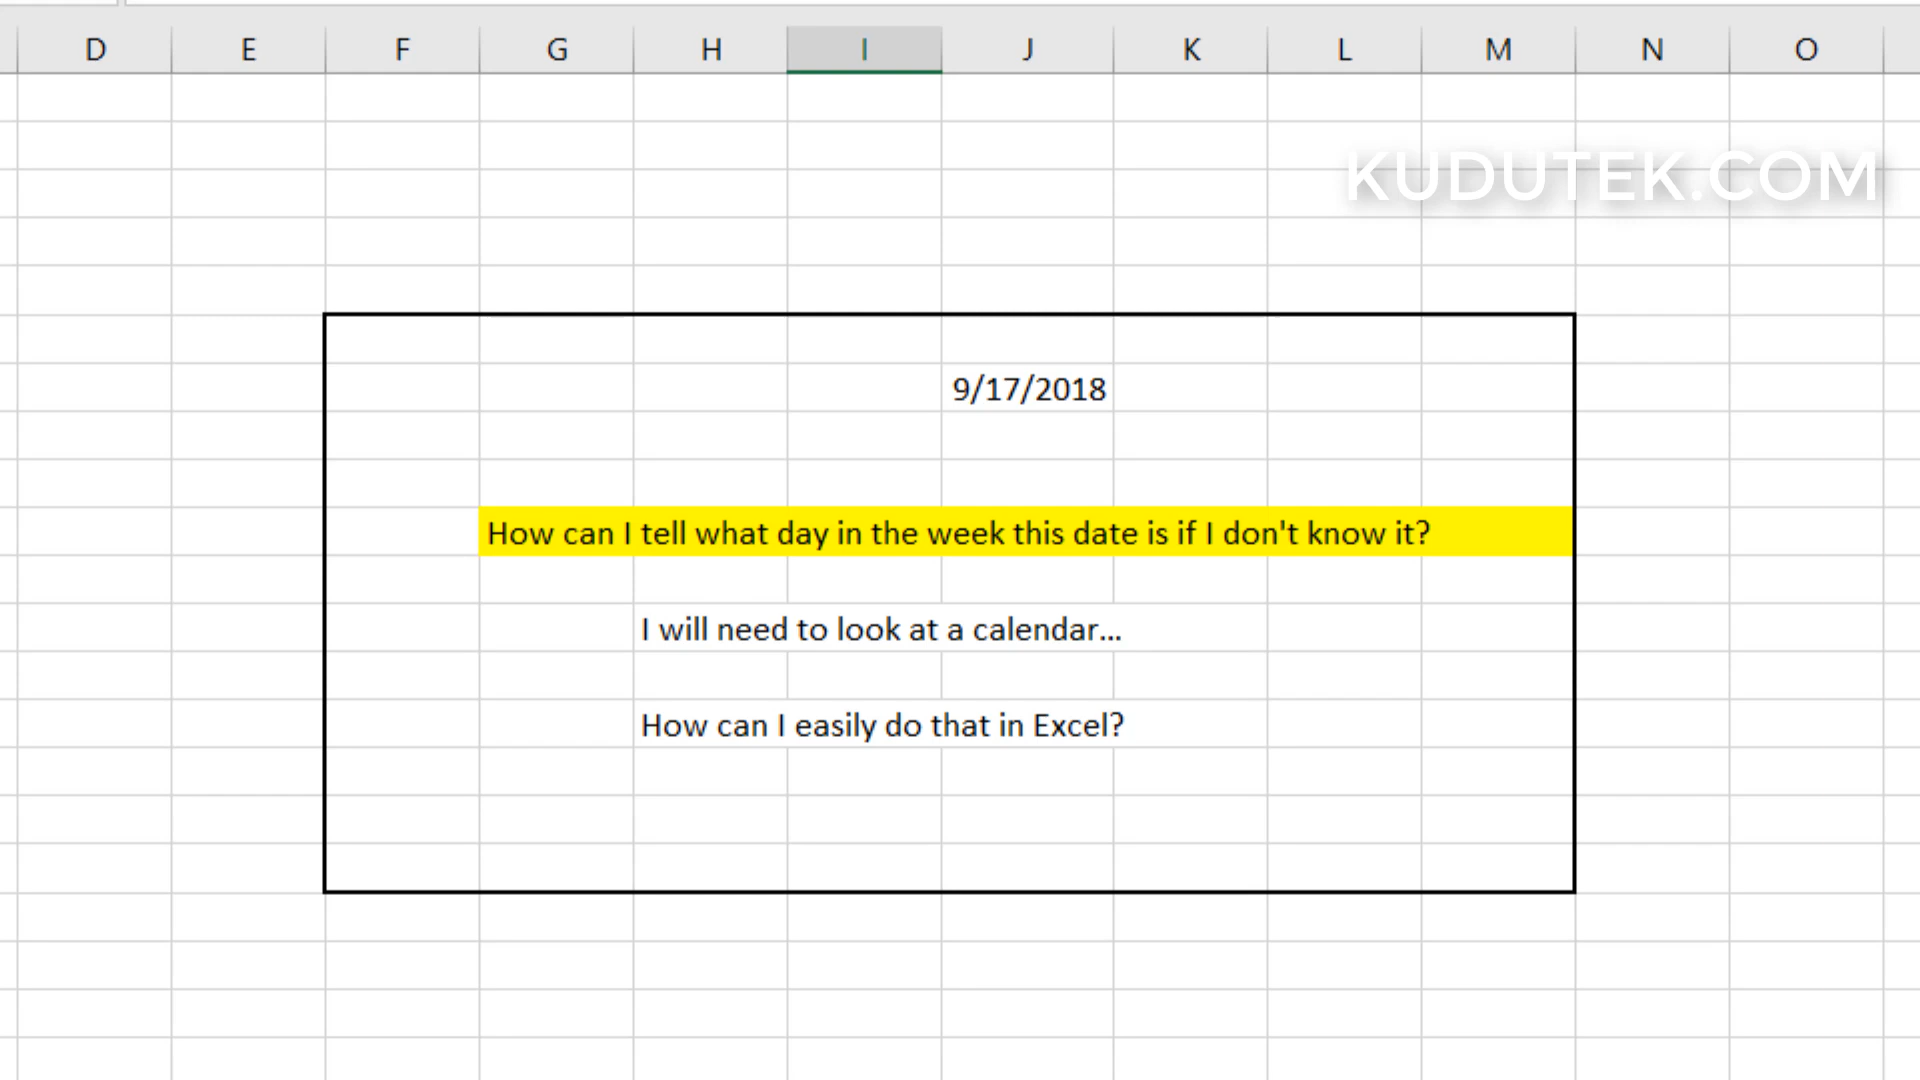 D E F G H I J K L M N O
KUDUTEK.COM
9/17/2018
How can I tell what day in the week this date is if I don't know it?
I will need to look at a calendar...
How can I easily do that in Excel?